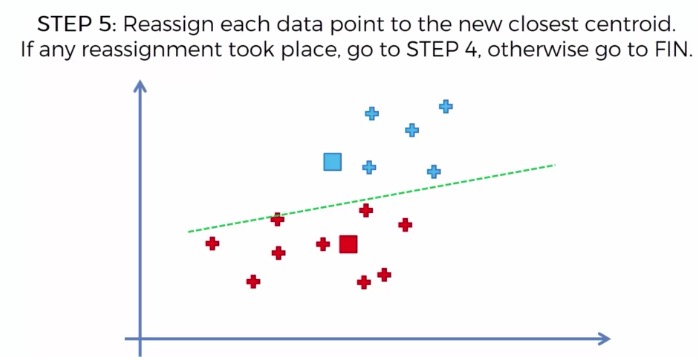 STEP 5: Reassign each data point to the new closest centroid.
If any reassignment took place, go to STEP 4, otherwise go to FIN.